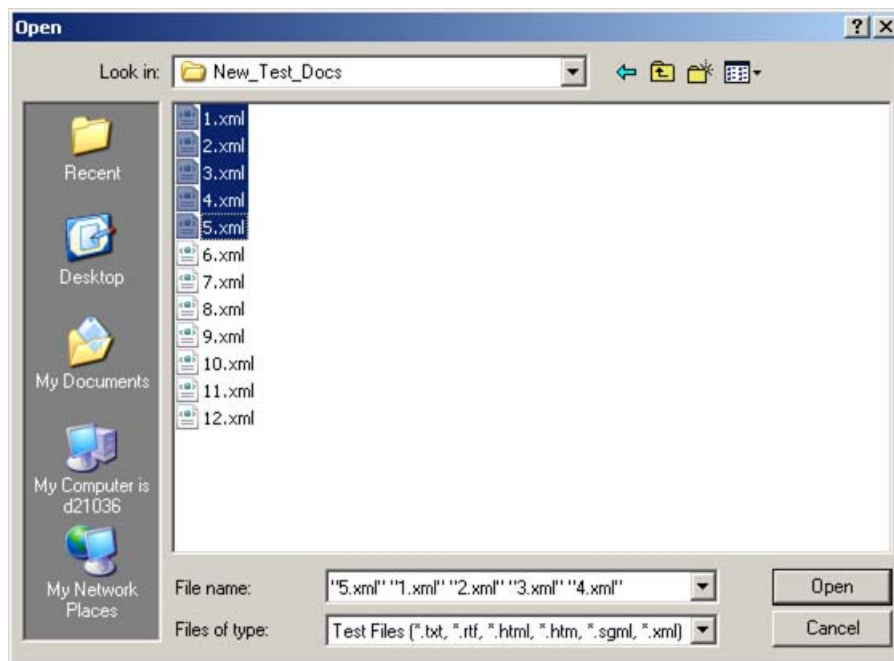 Open
Look in: New_Test_Docs
Recent
Desktop
My Documents
My Computer is
d21036
My Network
Places
1.xml
2.xml
3.xml
4.xml
5.xml
6.xml
7.xml
8.xml
9.xml
10.xml
11.xml
12.xml
File name: "5.xml" "1.xml" "2.xml" "3.xml" "4.xml" Open
Files of type: Test Files (*.txt, *.rtf, *.html, *.htm, *.sgml, *.xml) Cancel